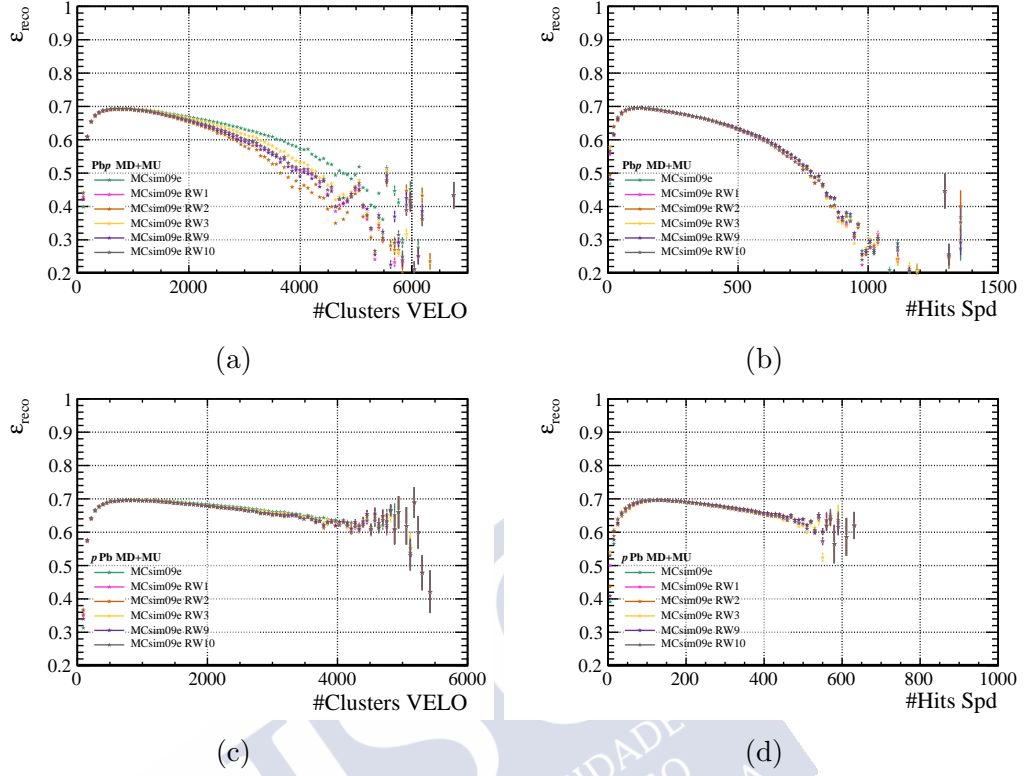 ε_reco
1
0.9
0.8
0.7
0.6
0.5
0.4
0.3
0.2
Pbp MD+MU
MCsim09e
MCsim09e RW1
MCsim09e RW2
MCsim09e RW3
MCsim09e RW9
MCsim09e RW10
0 2000 4000 6000
#Clusters VELO
(a)
ε_reco
1
0.9
0.8
0.7
0.6
0.5
0.4
0.3
0.2
Pbp MD+MU
MCsim09e
MCsim09e RW1
MCsim09e RW2
MCsim09e RW3
MCsim09e RW9
MCsim09e RW10
0 500 1000 1500
#Hits Spd
(b)
ε_reco
1
0.9
0.8
0.7
0.6
0.5
0.4
0.3
0.2
pPb MD+MU
MCsim09e
MCsim09e RW1
MCsim09e RW2
MCsim09e RW3
MCsim09e RW9
MCsim09e RW10
0 2000 4000 6000
#Clusters VELO
(c)
ε_reco
1
0.9
0.8
0.7
0.6
0.5
0.4
0.3
0.2
pPb MD+MU
MCsim09e
MCsim09e RW1
MCsim09e RW2
MCsim09e RW3
MCsim09e RW9
MCsim09e RW10
0 200 400 600 800 1000
#Hits Spd
(d)